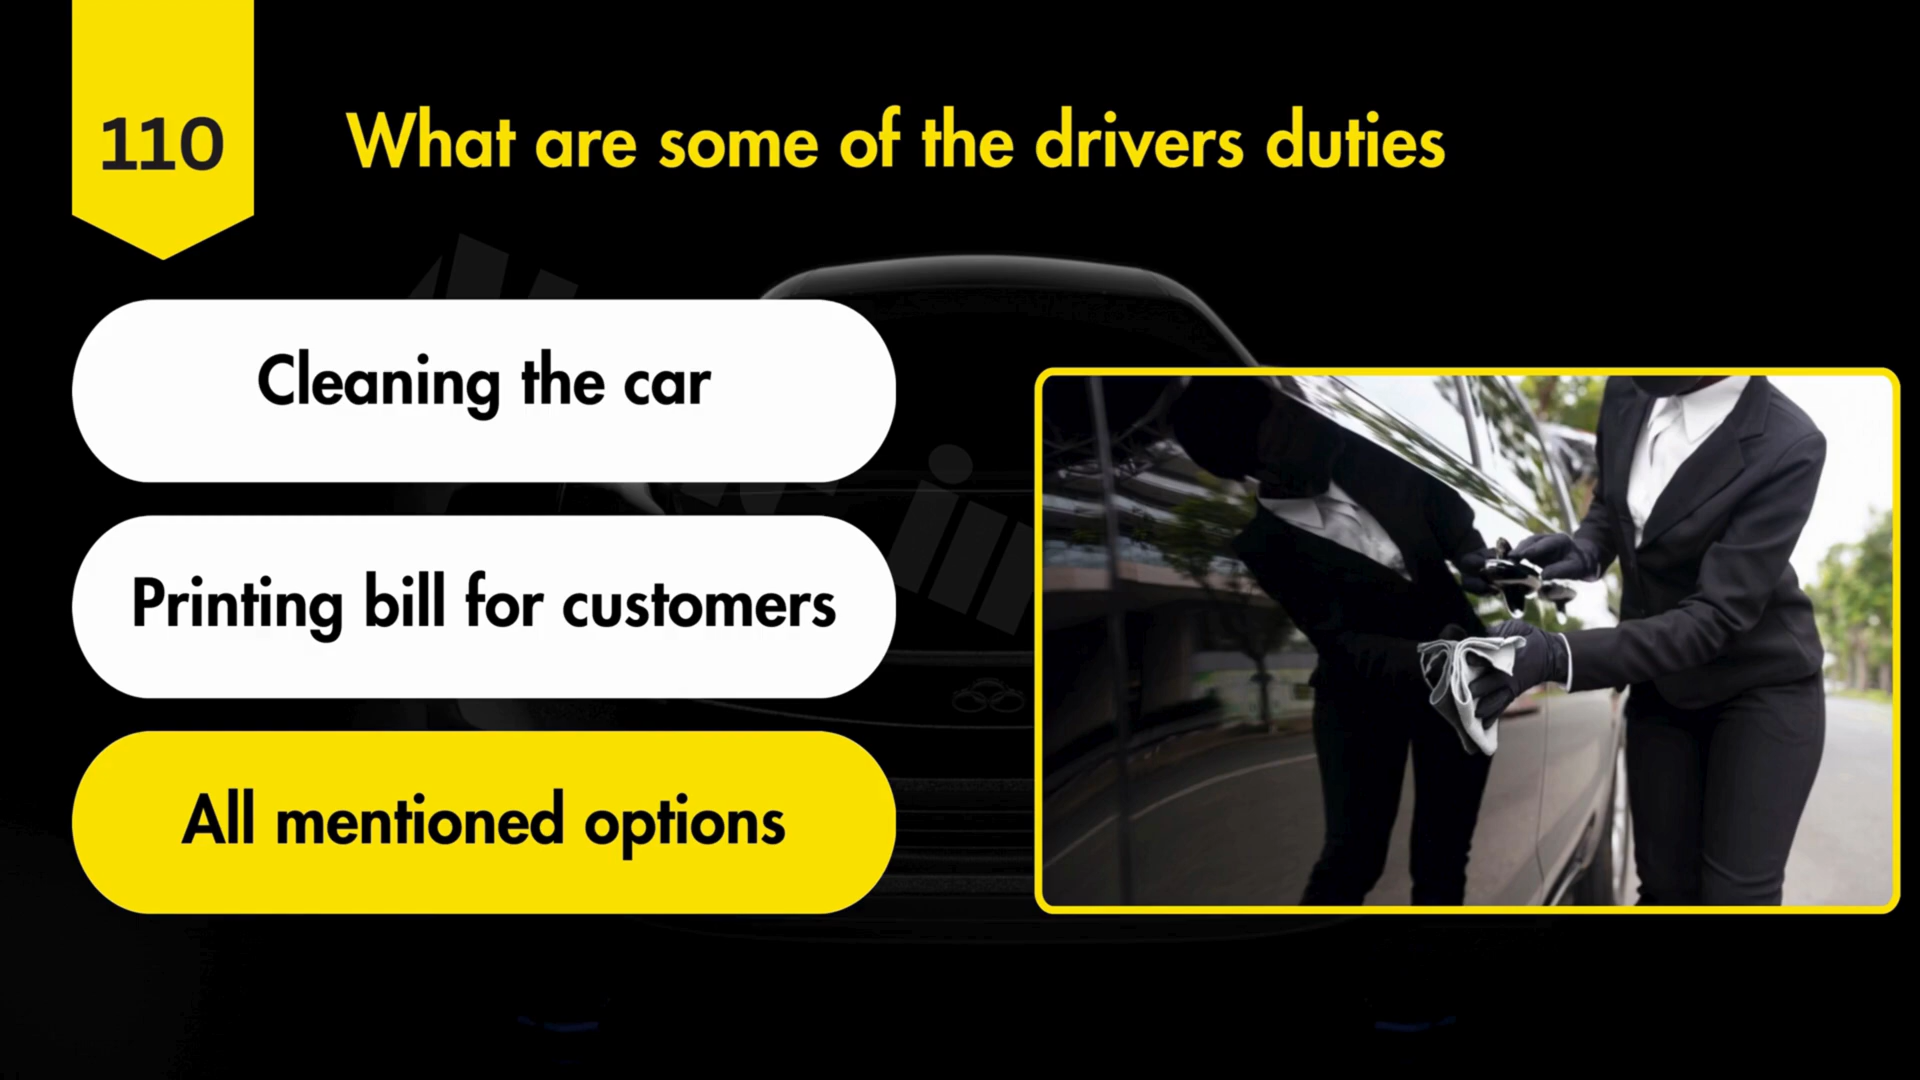 110
What are some of the drivers duties
Cleaning the car
Printing bill for customers
All mentioned options